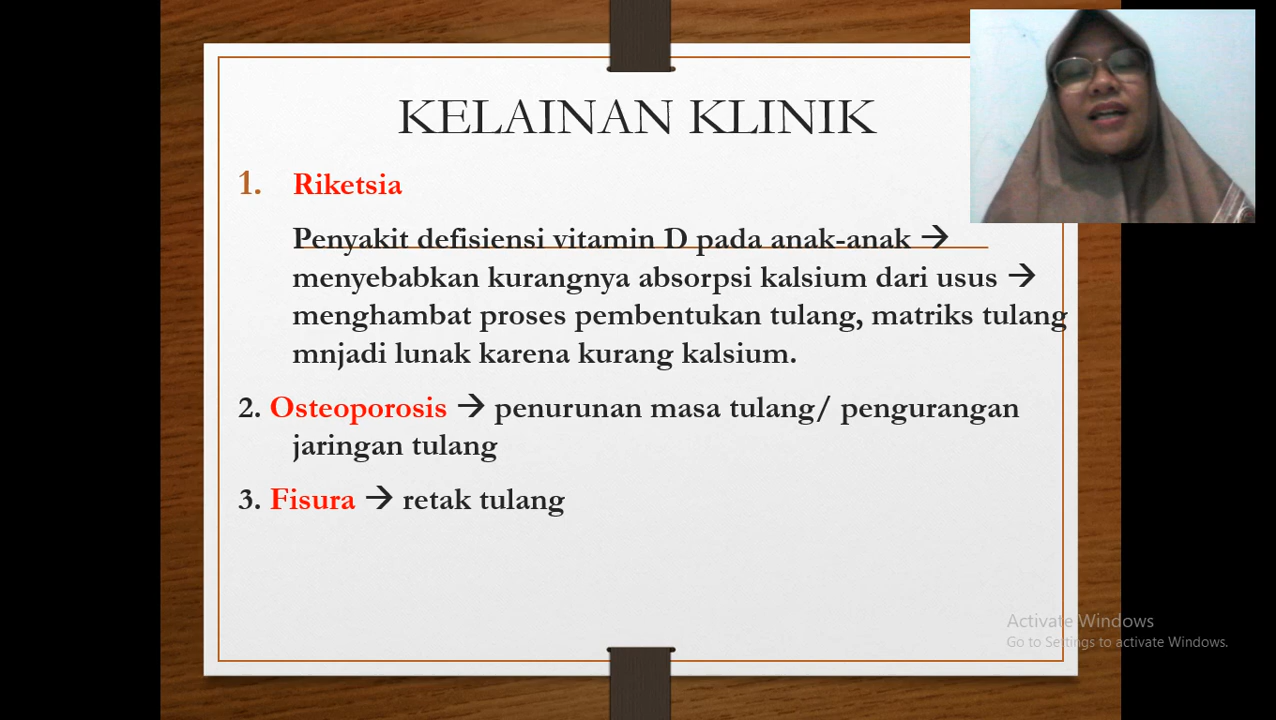 KELAINAN KLINIK
1. Riketsia
Penyakit defisiensi vitamin D pada anak-anak →
menyebabkan kurangnya absorpsi kalsium dari usus →
menghambat proses pembentukan tulang, matriks tulang
mnjadi lunak karena kurang kalsium.
2. Osteoporosis → penurunan masa tulang/ pengurangan
jaringan tulang
3. Fisura → retak tulang
Activate Windows
Go to Settings to activate Windows.